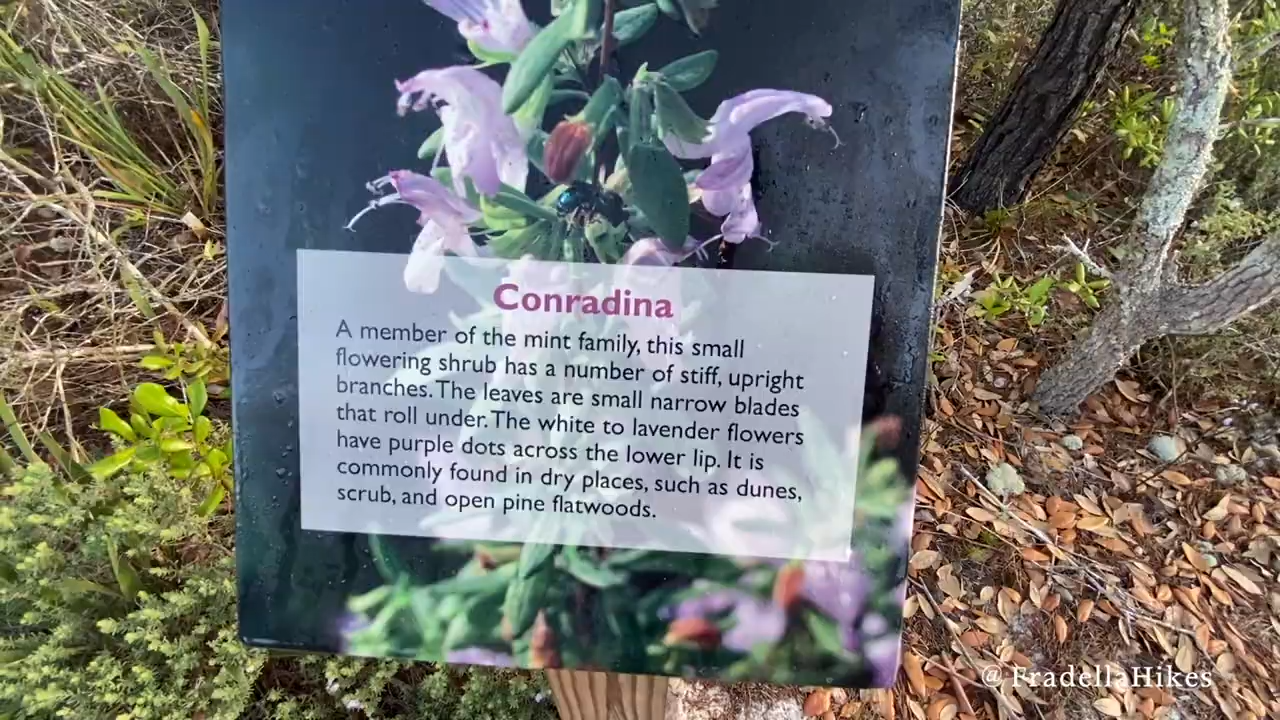 Conradina
A member of the mint family, this small
flowering shrub has a number of stiff, upright
branches. The leaves are small narrow blades
that roll under. The white to lavender flowers
have purple dots across the lower lip. It is
commonly found in dry places, such as dunes,
scrub, and open pine flatwoods.
@FradellaHikes